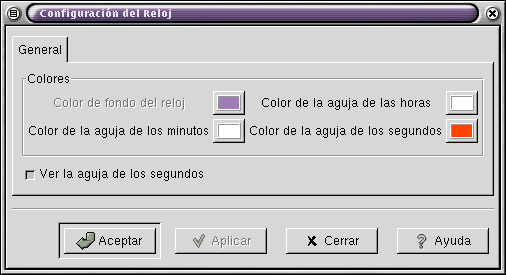 Configuración del Reloj
General
Colores
Color de fondo del reloj Color de la aguja de las horas
Color de la aguja de los minutos Color de la aguja de los segundos
Ver la aguja de los segundos
Aceptar Aplicar Cerrar Ayuda